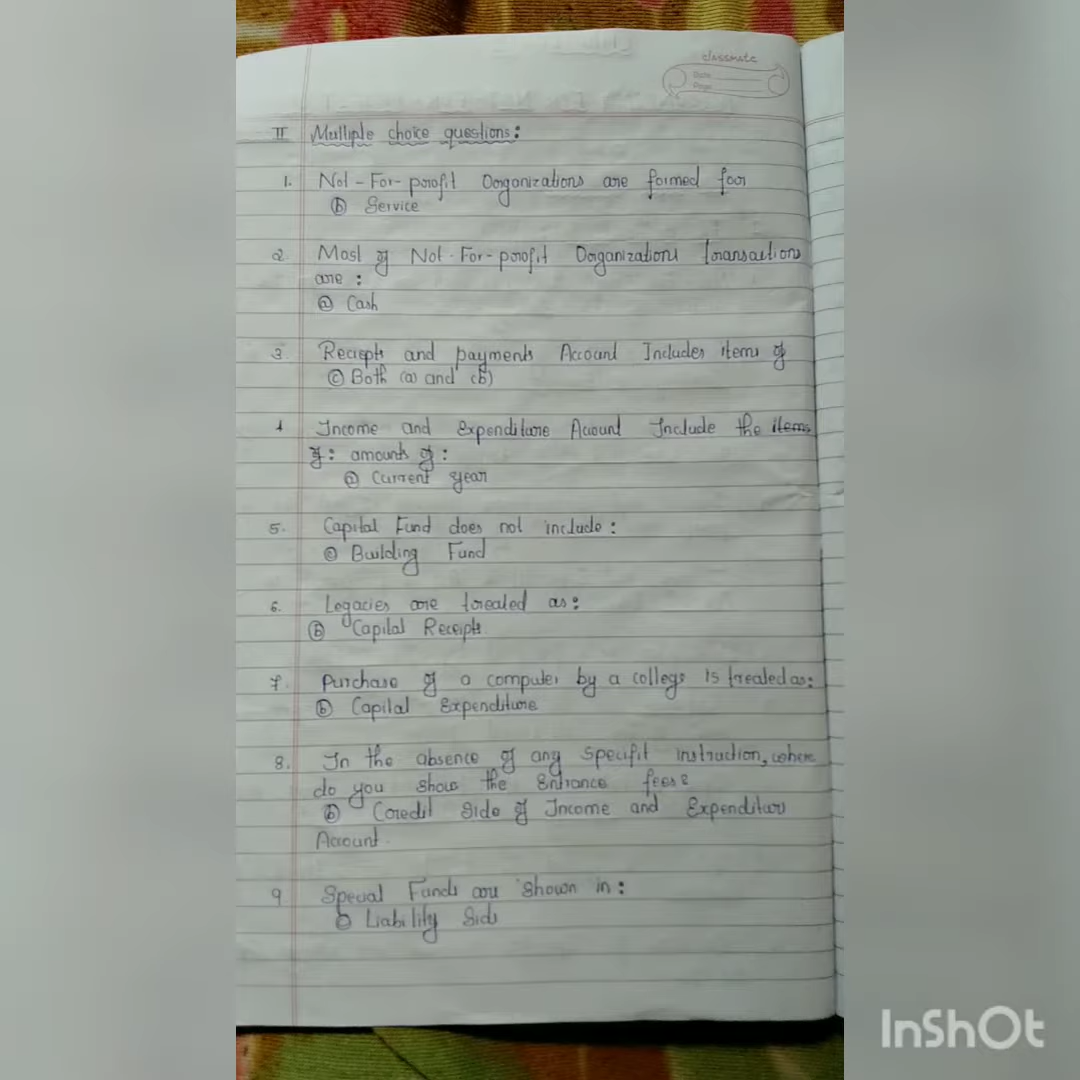 classmate
Date
Page
II Multiple choice questions:
1. Not-For-profit Organizations are formed for
(b) Service
2. Most of Not-For-profit Organizations transactions
are :
(a) Cash
3. Receipts and payments Account Includes items of
(c) Both (a) and (b)
4 Income and Expenditure Account Include the items
of: amounts of:
(a) Current year
5. Capital Fund does not include:
(c) Building Fund
6. Legacies are treated as:
(b) Capital Receipts.
7. Purchase of a computer by a college is treated as:
(b) Capital Expenditure
8. In the absence of any specifit instruction, where
do you show the Entrance fees?
(b) Credit side of Income and Expenditure
Account.
9 Special Funds are shown in:
b Liability Side
InShOt